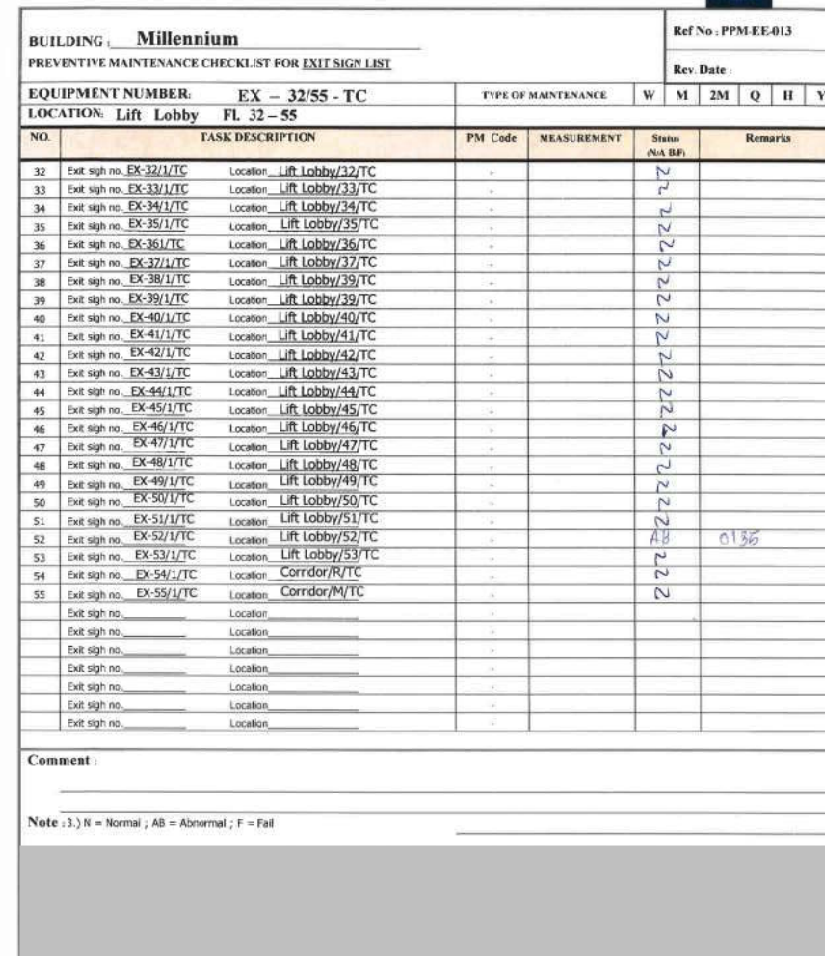 BUILDING : Millennium
Ref No : PPM-EE-013
PREVENTIVE MAINTENANCE CHECKLIST FOR EXIT SIGN LIST
Rev. Date :
EQUIPMENT NUMBER: EX – 32/55 - TC TYPE OF MAINTENANCE W M 2M Q H Y
LOCATION: Lift Lobby Fl. 32 – 55
NO. TASK DESCRIPTION PM Code MEASUREMENT Status Remarks
32 Exit sigh no. EX-32/1/TC Location Lift Lobby/32/TC N
33 Exit sigh no. EX-33/1/TC Location Lift Lobby/33/TC N
34 Exit sigh no. EX-34/1/TC Location Lift Lobby/34/TC N
35 Exit sigh no. EX-35/1/TC Location Lift Lobby/35/TC N
36 Exit sigh no. EX-361/TC Location Lift Lobby/36/TC N
37 Exit sigh no. EX-37/1/TC Location Lift Lobby/37/TC N
38 Exit sigh no. EX-38/1/TC Location Lift Lobby/39/TC N
39 Exit sigh no. EX-39/1/TC Location Lift Lobby/39/TC N
40 Exit sigh no. EX-40/1/TC Location Lift Lobby/40/TC N
41 Exit sigh no. EX-41/1/TC Location Lift Lobby/41/TC N
42 Exit sigh no. EX-42/1/TC Location Lift Lobby/42/TC N
43 Exit sigh no. EX-43/1/TC Location Lift Lobby/43/TC N
44 Exit sigh no. EX-44/1/TC Location Lift Lobby/44/TC N
45 Exit sigh no. EX-45/1/TC Location Lift Lobby/45/TC N
46 Exit sigh no. EX-46/1/TC Location Lift Lobby/46/TC N
47 Exit sigh no. EX-47/1/TC Location Lift Lobby/47/TC N
48 Exit sigh no. EX-48/1/TC Location Lift Lobby/48/TC N
49 Exit sigh no. EX-49/1/TC Location Lift Lobby/49/TC N
50 Exit sigh no. EX-50/1/TC Location Lift Lobby/50/TC N
51 Exit sigh no. EX-51/1/TC Location Lift Lobby/51/TC N
52 Exit sigh no. EX-52/1/TC Location Lift Lobby/52/TC AB 0135
53 Exit sigh no. EX-53/1/TC Location Lift Lobby/53/TC N
54 Exit sigh no. EX-54/1/TC Location Corrdor/R/TC N
55 Exit sigh no. EX-55/1/TC Location Corrdor/M/TC N
Exit sigh no. Location
Exit sigh no. Location
Exit sigh no. Location
Exit sigh no. Location
Exit sigh no. Location
Exit sigh no. Location
Exit sigh no. Location
Comment :
Note :3.) N = Normal ; AB = Abnormal ; F = Fail